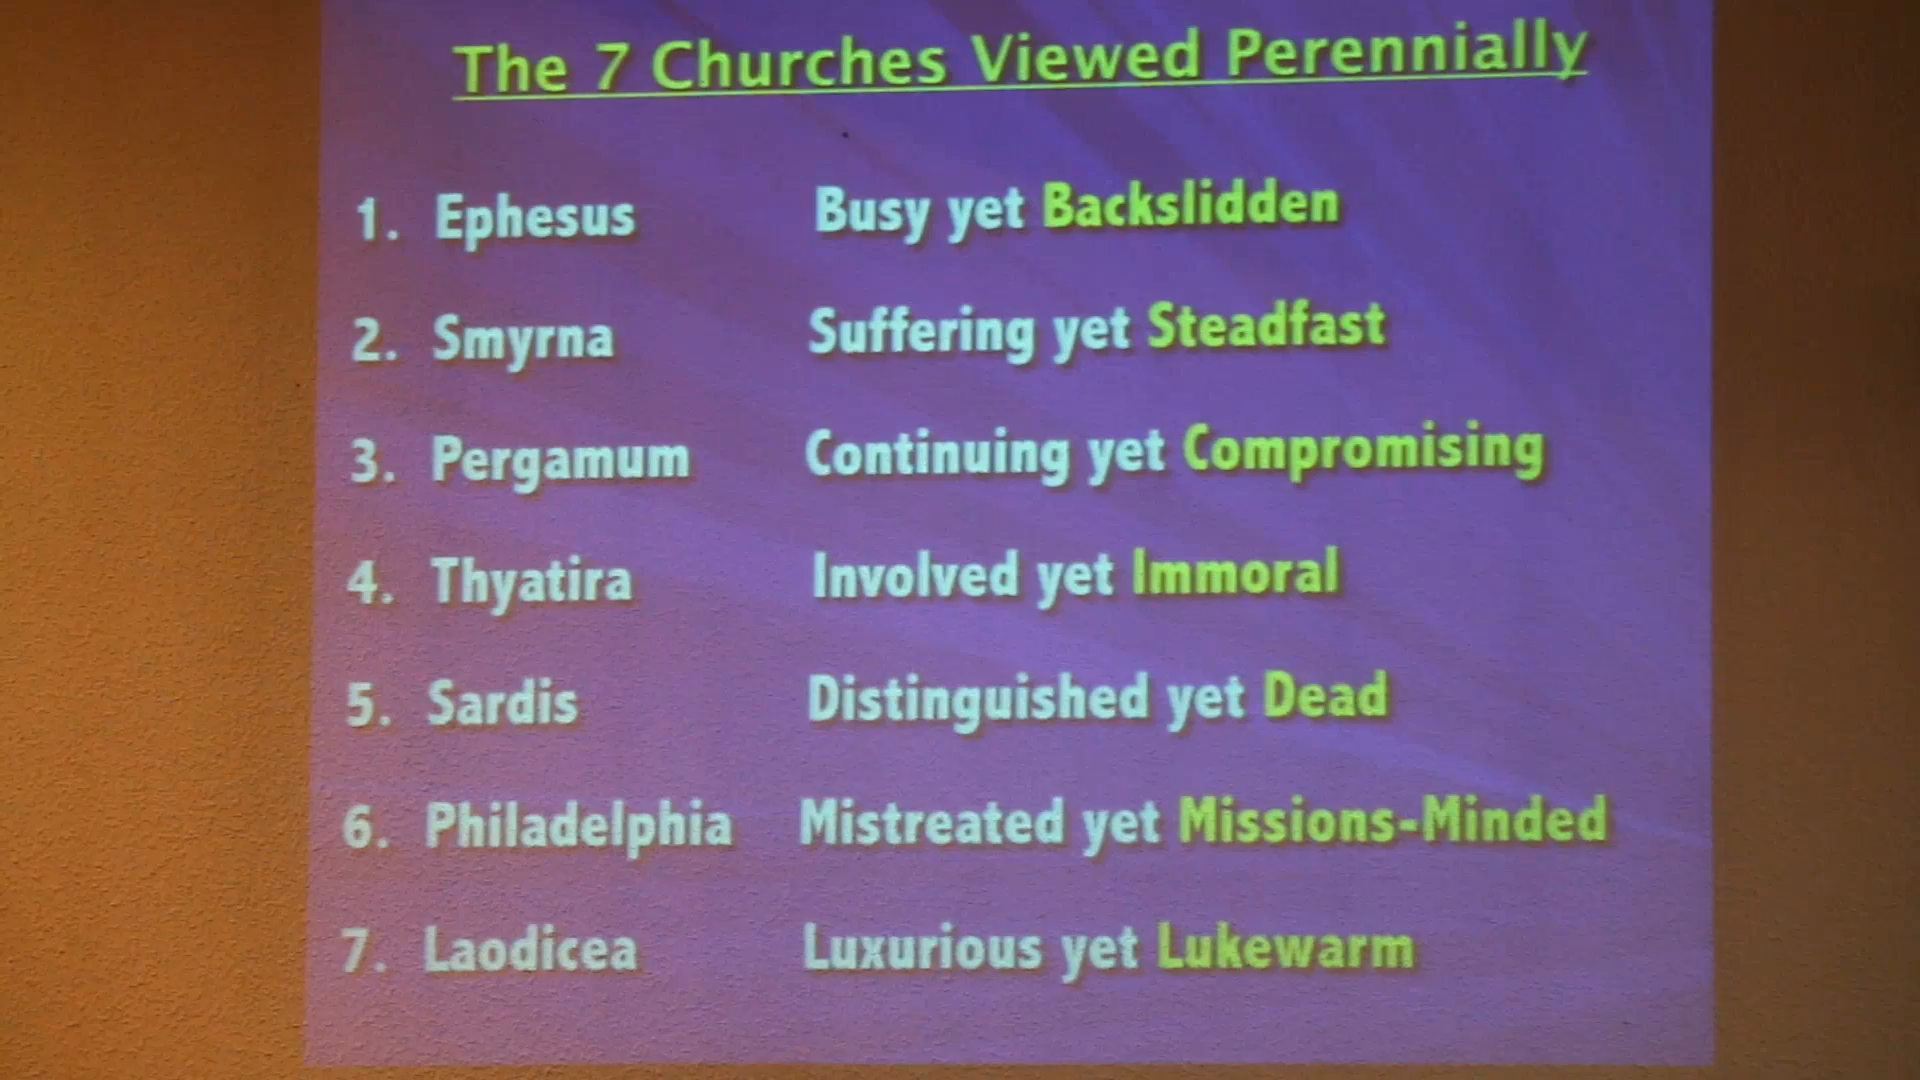 The 7 Churches Viewed Perennially
1. Ephesus Busy yet Backslidden
2. Smyrna Suffering yet Steadfast
3. Pergamum Continuing yet Compromising
4. Thyatira Involved yet Immoral
5. Sardis Distinguished yet Dead
6. Philadelphia Mistreated yet Missions-Minded
7. Laodicea Luxurious yet Lukewarm